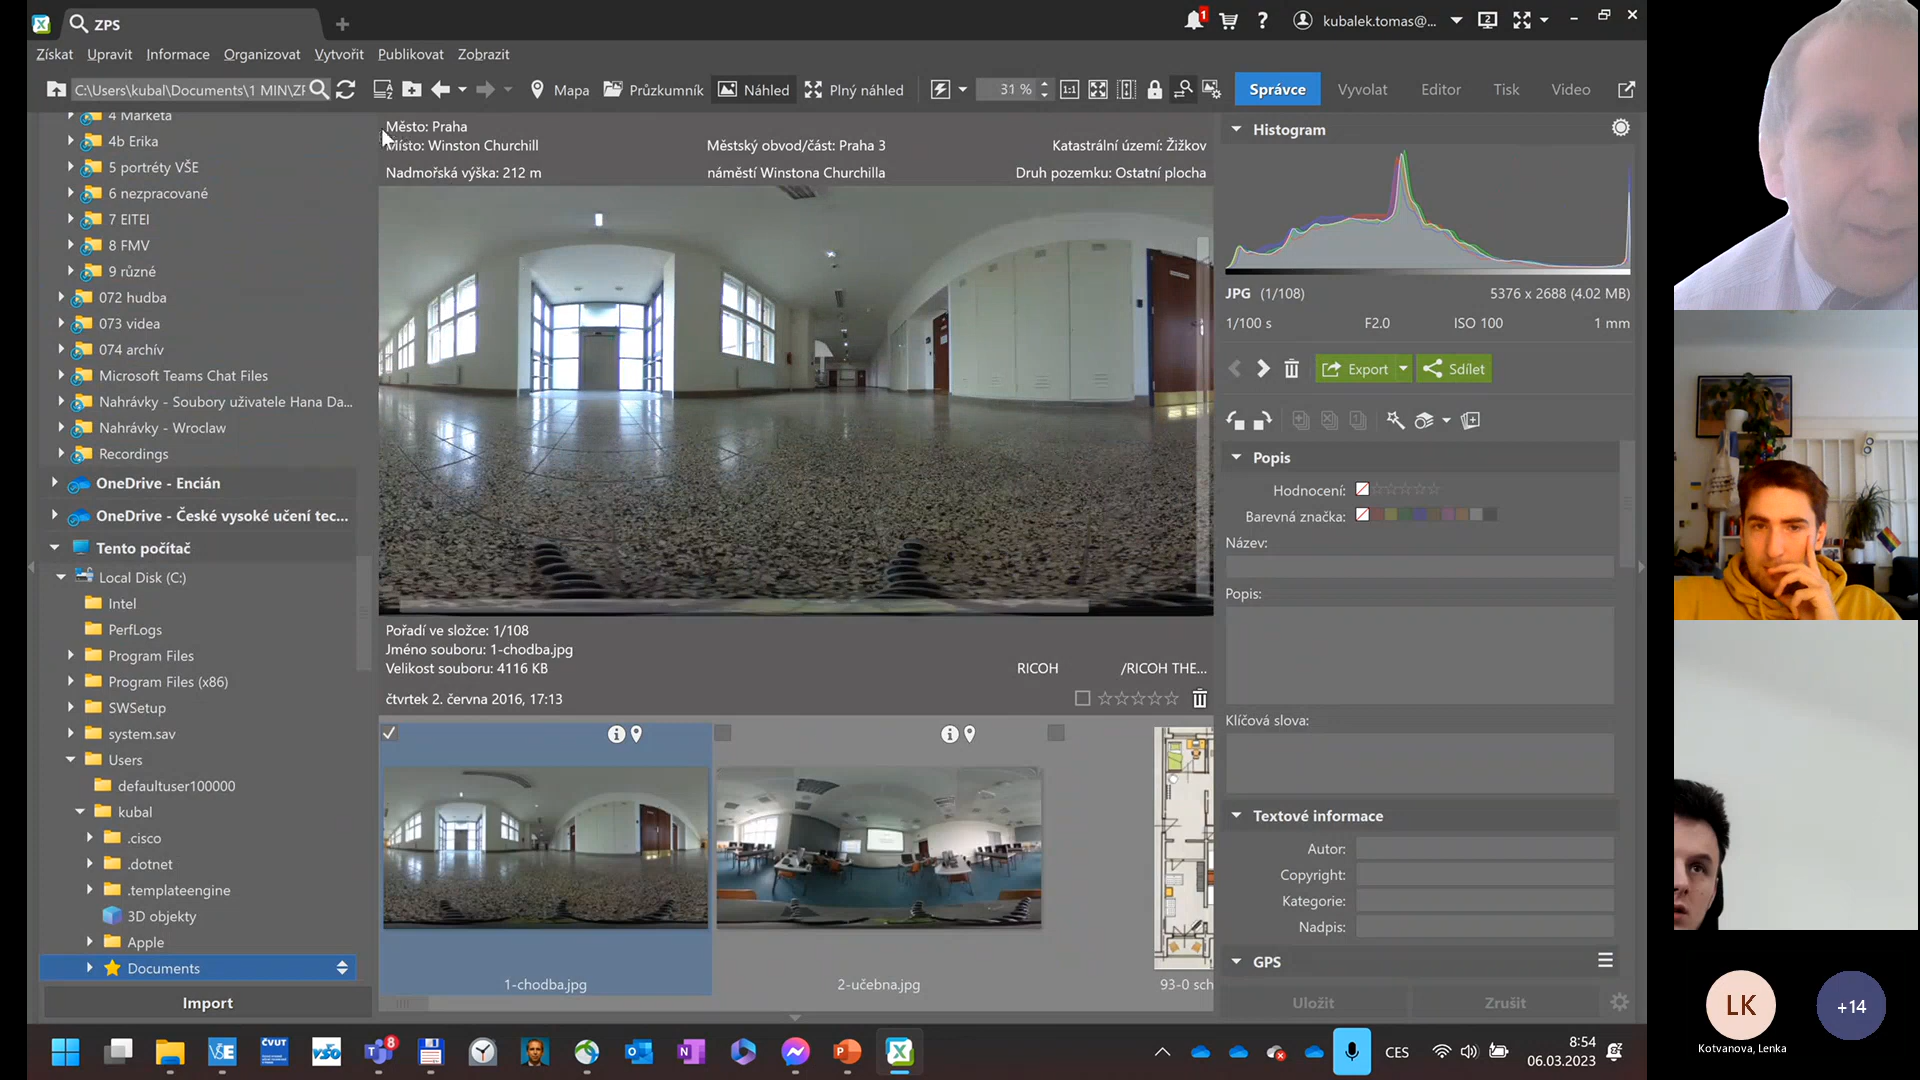 ZPS
kubalek.tomas@...
Získat Upravit Informace Organizovat Vytvořit Publikovat Zobrazit
C:\Users\kubal\Documents\1 MIN\ZF
Mapa Průzkumník Náhled Plný náhled 31 % 1:1 Správce Vyvolat Editor Tisk Video
4 Markéta
4b Erika
5 portréty VŠE
6 nezpracované
7 EITEI
8 FMV
9 různé
072 hudba
073 videa
074 archív
Microsoft Teams Chat Files
Nahrávky - Soubory uživatele Hana Da...
Nahrávky - Wroclaw
Recordings
OneDrive - Encián
OneDrive - České vysoké učení tec...
Tento počítač
Local Disk (C:)
Intel
PerfLogs
Program Files
Program Files (x86)
SWSetup
system.sav
Users
defaultuser100000
kubal
.cisco
.dotnet
.templateengine
3D objekty
Apple
Documents
Import
Město: Praha
Místo: Winston Churchill Městský obvod/část: Praha 3 Katastrální území: Žižkov
Nadmořská výška: 212 m náměstí Winstona Churchilla Druh pozemku: Ostatní plocha
Pořadí ve složce: 1/108
Jméno souboru: 1-chodba.jpg
Velikost souboru: 4116 KB RICOH /RICOH THE...
čtvrtek 2. června 2016, 17:13
1-chodba.jpg 2-učebna.jpg 93-0 sch
Histogram
JPG (1/108) 5376 x 2688 (4.02 MB)
1/100 s F2.0 ISO 100 1 mm
Export Sdílet
Popis
Hodnocení:
Barevná značka:
Název:
Popis:
Klíčová slova:
Textové informace
Autor:
Copyright:
Kategorie:
Nadpis:
GPS
Uložit Zrušit
CES 8:54
06.03.2023
LK +14
Kotvanova, Lenka